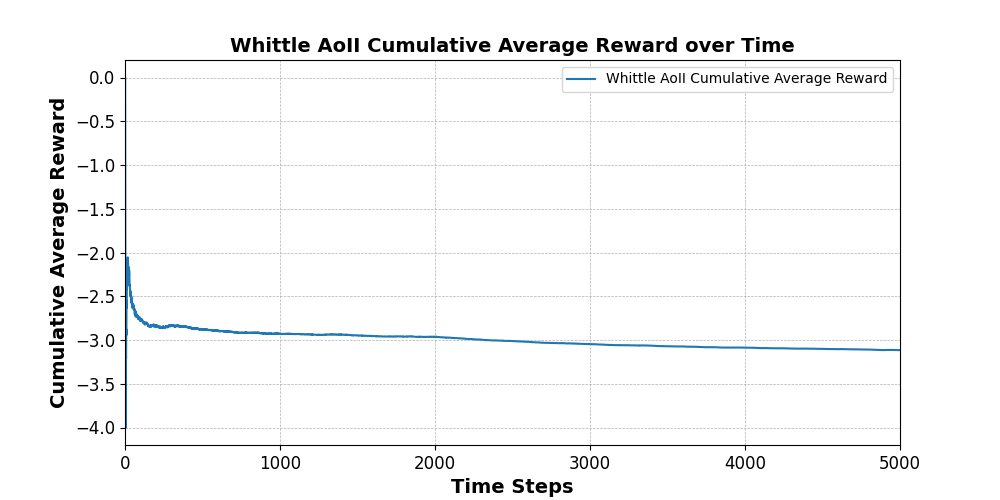 Whittle AoII Cumulative Average Reward over Time
Whittle AoII Cumulative Average Reward
Cumulative Average Reward
0.0
−0.5
−1.0
−1.5
−2.0
−2.5
−3.0
−3.5
−4.0
0 1000 2000 3000 4000 5000
Time Steps